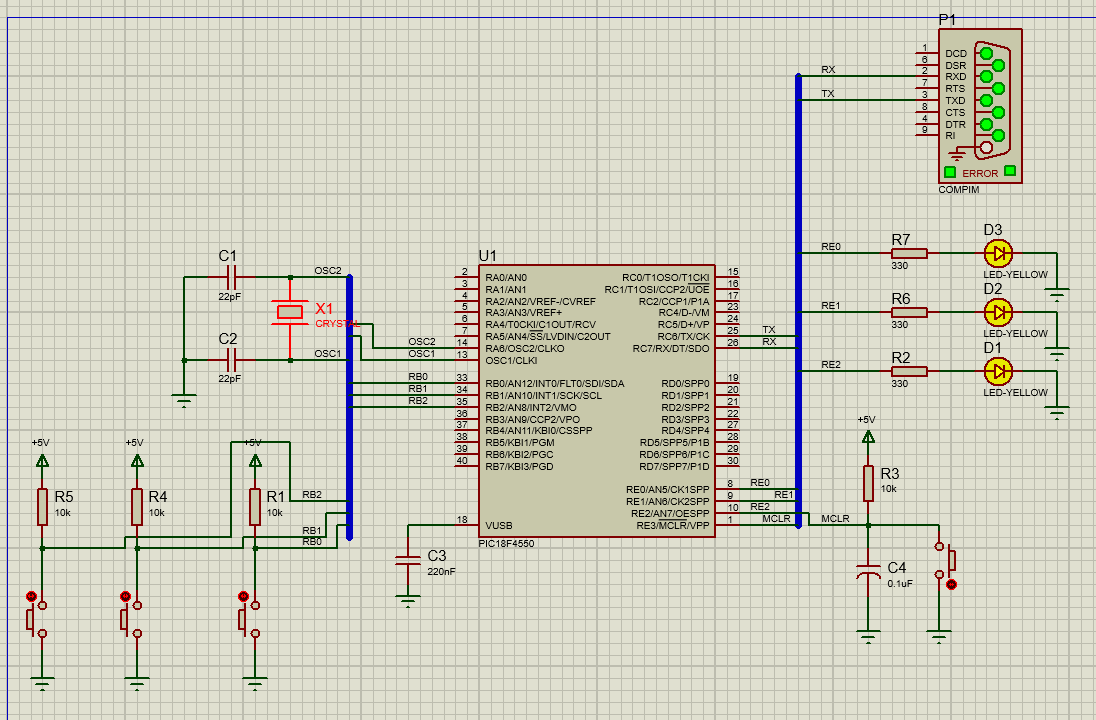 P1
1 DCD
6 DSR
2 RXD
7 RTS
3 TXD
8 CTS
4 DTR
9 RI
ERROR
COMPIM
RX
TX
C1
22pF
OSC2
X1
CRYSTAL
C2
22pF
OSC1
U1
2 RA0/AN0
3 RA1/AN1
4 RA2/AN2/VREF-/CVREF
5 RA3/AN3/VREF+
6 RA4/T0CKI/C1OUT/RCV
7 RA5/AN4/SS/LVDIN/C2OUT
OSC2 14 RA6/OSC2/CLKO
OSC1 13 OSC1/CLKI
RB0 33 RB0/AN12/INT0/FLT0/SDI/SDA
RB1 34 RB1/AN10/INT1/SCK/SCL
RB2 35 RB2/AN8/INT2/VMO
36 RB3/AN9/CCP2/VPO
37 RB4/AN11/KBI0/CSSPP
38 RB5/KBI1/PGM
39 RB6/KBI2/PGC
40 RB7/KBI3/PGD
18 VUSB
RC0/T1OSO/T1CKI 15
RC1/T1OSI/CCP2/UOE 16
RC2/CCP1/P1A 17
RC4/D-/VM 23
RC5/D+/VP 24
RC6/TX/CK 25 TX
RC7/RX/DT/SDO 26 RX
RD0/SPP0 19
RD1/SPP1 20
RD2/SPP2 21
RD3/SPP3 22
RD4/SPP4 27
RD5/SPP5/P1B 28
RD6/SPP6/P1C 29
RD7/SPP7/P1D 30
RE0/AN5/CK1SPP 8 RE0
RE1/AN6/CK2SPP 9 RE1
RE2/AN7/OESPP 10 RE2
RE3/MCLR/VPP 1 MCLR
PIC18F4550
RE0
R7
330
D3
LED-YELLOW
RE1
R6
330
D2
LED-YELLOW
RE2
R2
330
D1
LED-YELLOW
+5V
R5
10k
+5V
R4
10k
+5V
R1
10k
RB2
RB1
RB0
C3
220nF
+5V
R3
10k
MCLR
C4
0.1uF